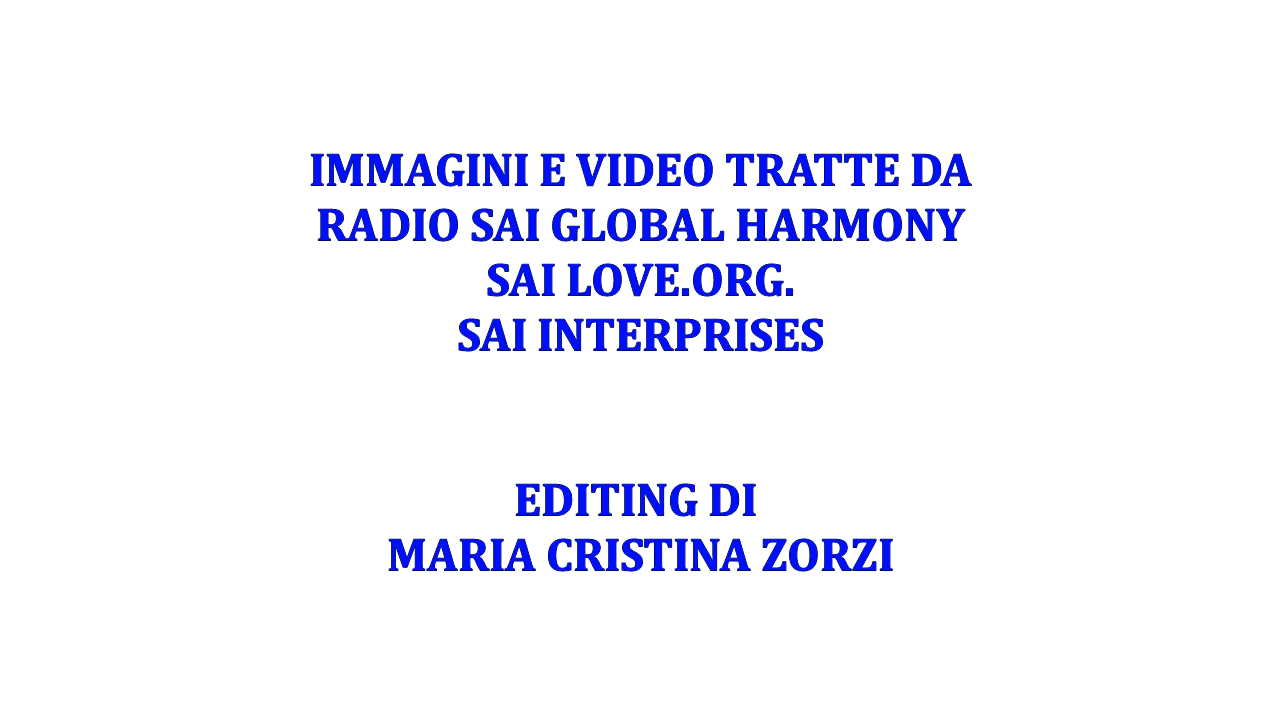 IMMAGINI E VIDEO TRATTE DA
RADIO SAI GLOBAL HARMONY
SAI LOVE.ORG.
SAI INTERPRISES
EDITING DI
MARIA CRISTINA ZORZI